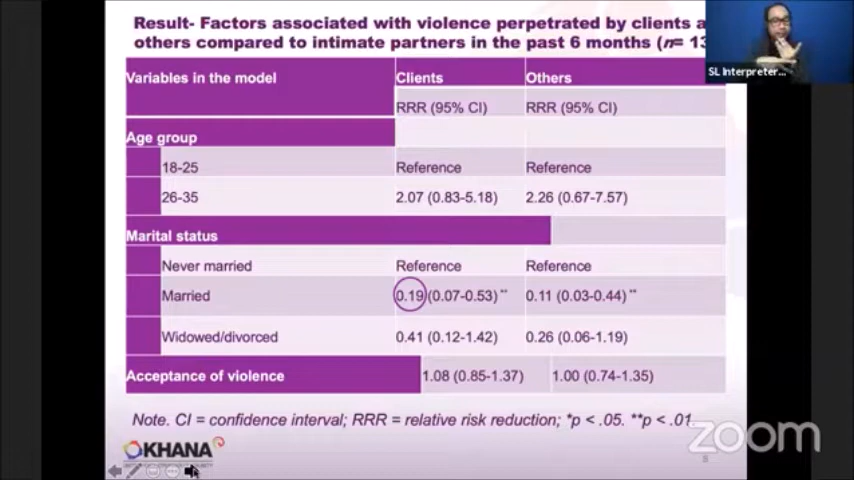 Result- Factors associated with violence perpetrated by clients a
others compared to intimate partners in the past 6 months (n= 13
SL Interpreter...
Variables in the model Clients Others
RRR (95% CI) RRR (95% CI)
Age group
18-25 Reference Reference
26-35 2.07 (0.83-5.18) 2.26 (0.67-7.57)
Marital status
Never married Reference Reference
Married 0.19 (0.07-0.53) ** 0.11 (0.03-0.44) **
Widowed/divorced 0.41 (0.12-1.42) 0.26 (0.06-1.19)
Acceptance of violence 1.08 (0.85-1.37) 1.00 (0.74-1.35)
Note. CI = confidence interval; RRR = relative risk reduction; *p < .05. **p < .01.
KHANA
zoom